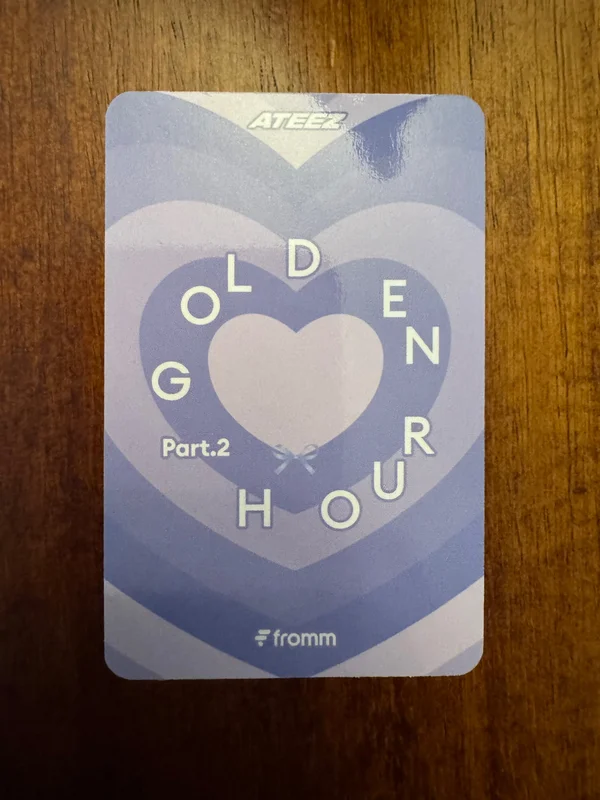 ATEEZ
GOLDEN
HOUR
Part.2
fromm